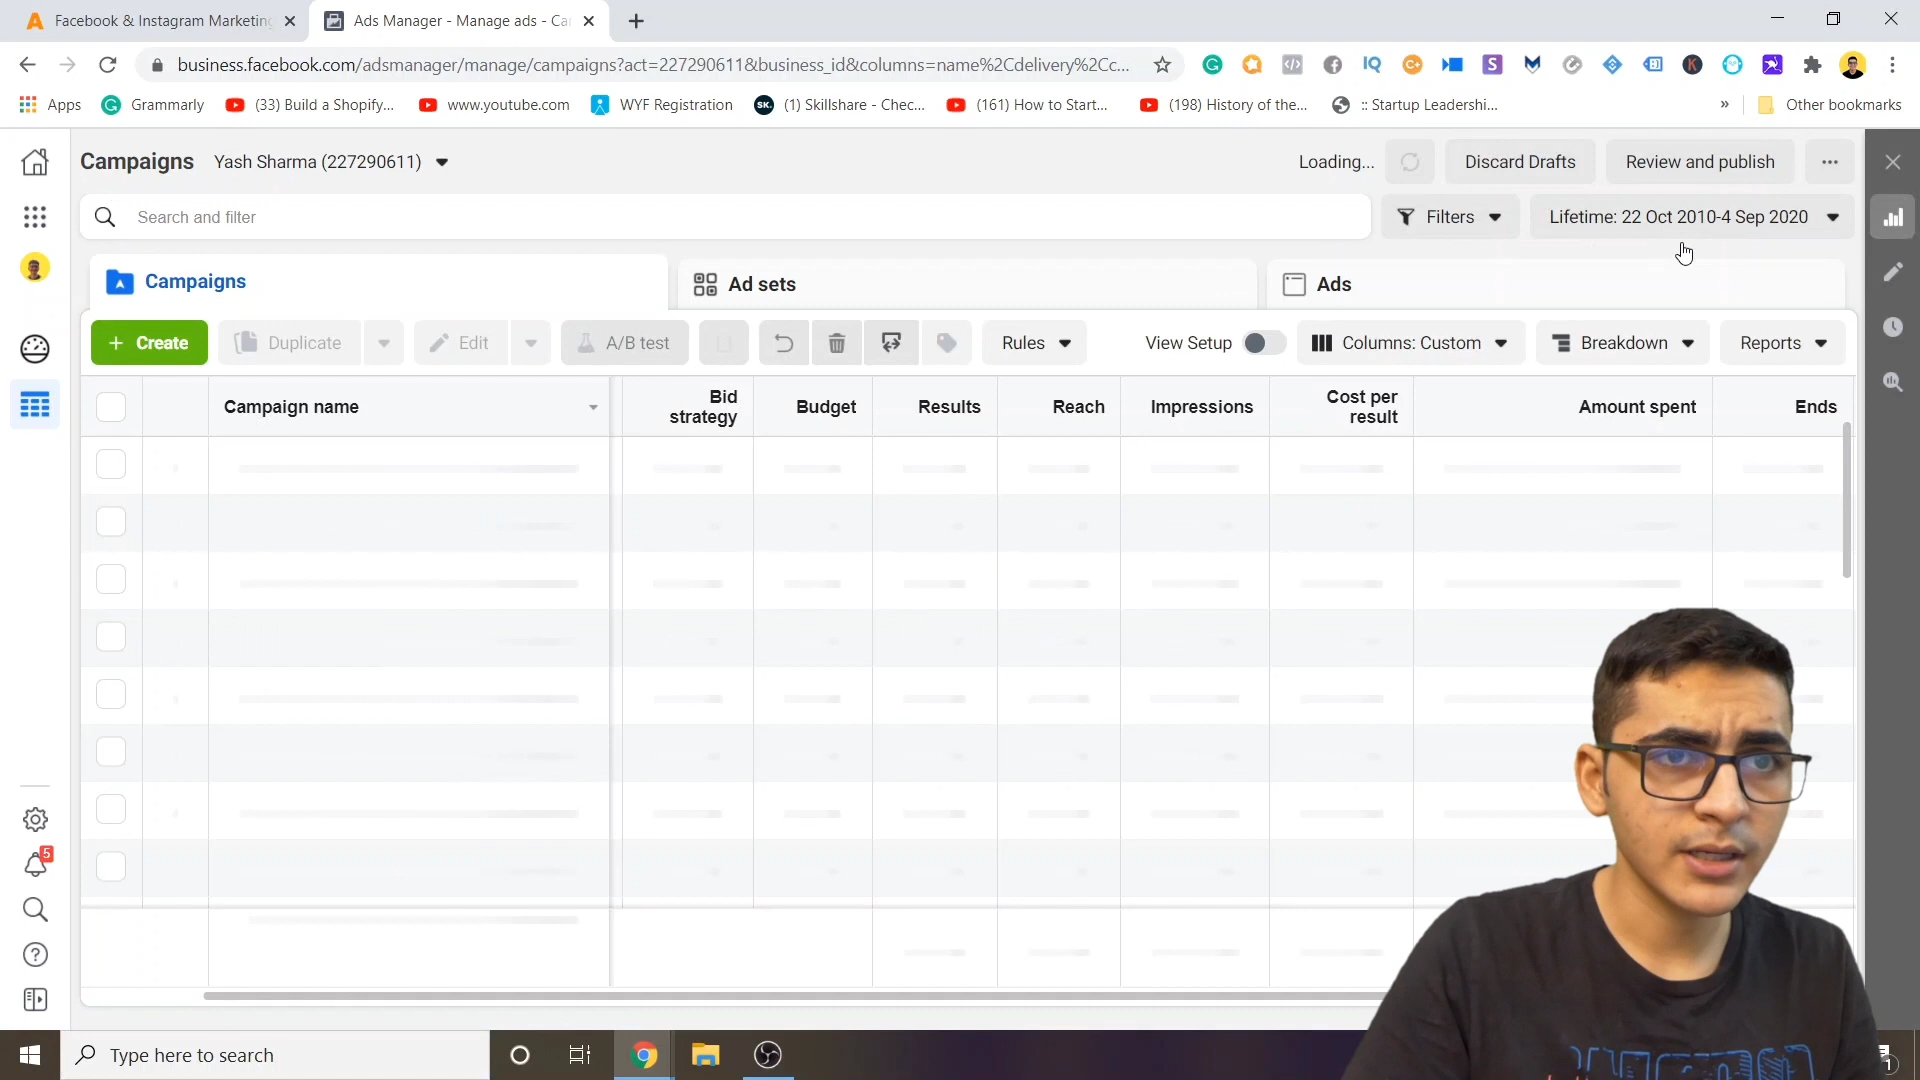 Facebook & Instagram Marketing
Ads Manager - Manage ads - Ca
business.facebook.com/adsmanager/manage/campaigns?act=227290611&business_id&columns=name%2Cdelivery%2Cc...
Apps
Grammarly
(33) Build a Shopify...
www.youtube.com
WYF Registration
SK.
(1) Skillshare - Chec...
(161) How to Start...
(198) History of the...
:: Startup Leadershi...
»
Other bookmarks
Campaigns
Yash Sharma (227290611)
Loading...
Discard Drafts
Review and publish
Search and filter
Filters
Lifetime: 22 Oct 2010-4 Sep 2020
Campaigns
Ad sets
Ads
+ Create
Duplicate
Edit
A/B test
Rules
View Setup
Columns: Custom
Breakdown
Reports
Campaign name
Bid
strategy
Budget
Results
Reach
Impressions
Cost per
result
Amount spent
Ends
5
Type here to search
1